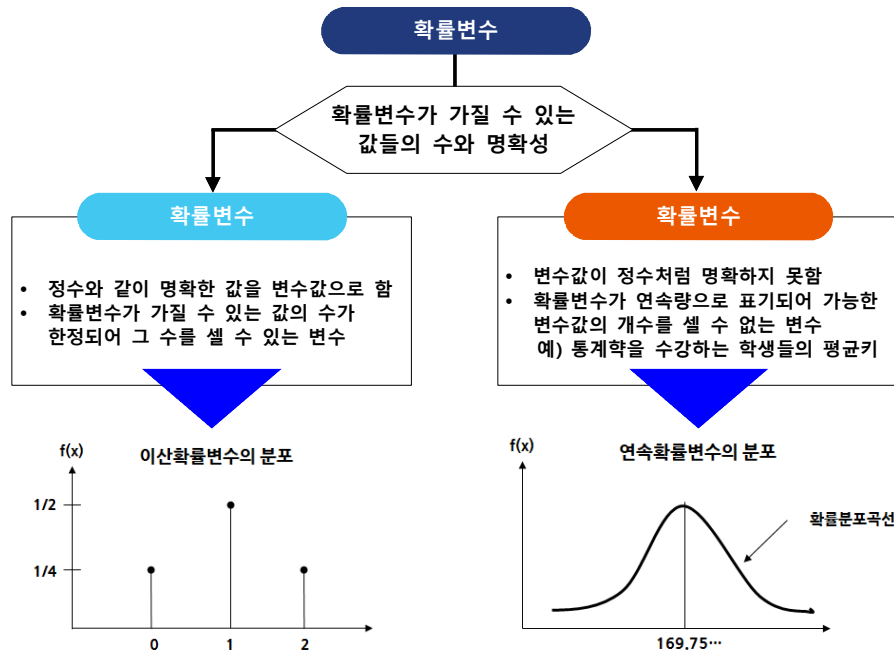 확률변수
확률변수가 가질 수 있는
값들의 수와 명확성
확률변수
• 정수와 같이 명확한 값을 변수값으로 함
• 확률변수가 가질 수 있는 값의 수가
한정되어 그 수를 셀 수 있는 변수
확률변수
• 변수값이 정수처럼 명확하지 못함
• 확률변수가 연속량으로 표기되어 가능한
변수값의 개수를 셀 수 없는 변수
예) 통계햑을 수강하는 학생들의 평균키
f(x)
이산확률변수의 분포
1/2
1/4
0 1 2
f(x)
연속확률변수의 분포
확률분포곡선
169.75⋯